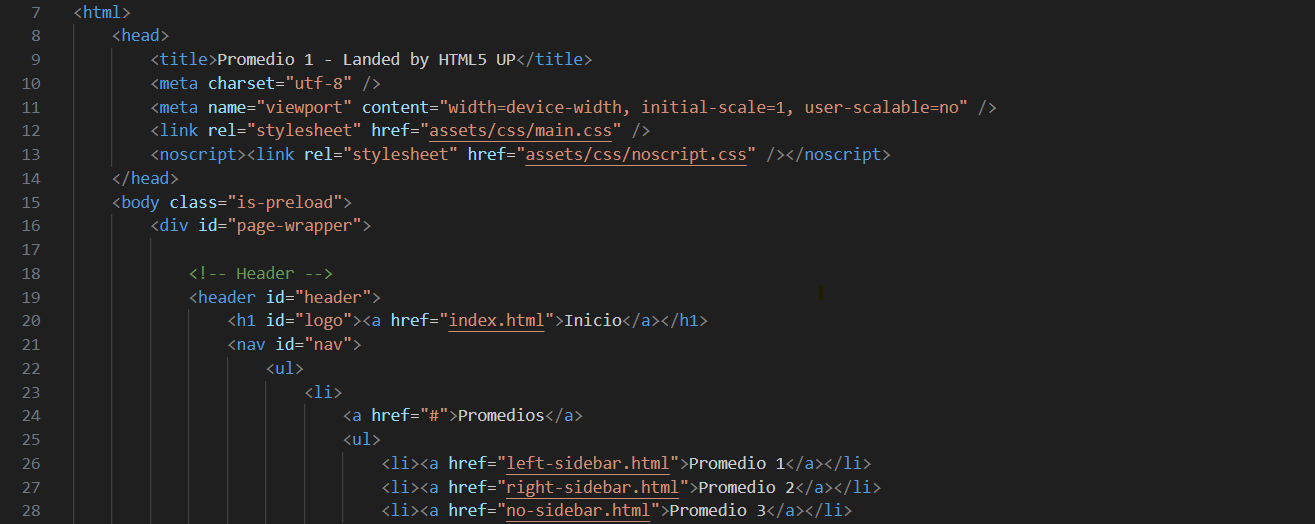 7 <html>
8 <head>
9 <title>Promedio 1 - Landed by HTML5 UP</title>
10 <meta charset="utf-8" />
11 <meta name="viewport" content="width=device-width, initial-scale=1, user-scalable=no" />
12 <link rel="stylesheet" href="assets/css/main.css" />
13 <noscript><link rel="stylesheet" href="assets/css/noscript.css" /></noscript>
14 </head>
15 <body class="is-preload">
16 <div id="page-wrapper">
17
18 <!-- Header -->
19 <header id="header">
20 <h1 id="logo"><a href="index.html">Inicio</a></h1>
21 <nav id="nav">
22 <ul>
23 <li>
24 <a href="#">Promedios</a>
25 <ul>
26 <li><a href="left-sidebar.html">Promedio 1</a></li>
27 <li><a href="right-sidebar.html">Promedio 2</a></li>
28 <li><a href="no-sidebar.html">Promedio 3</a></li>